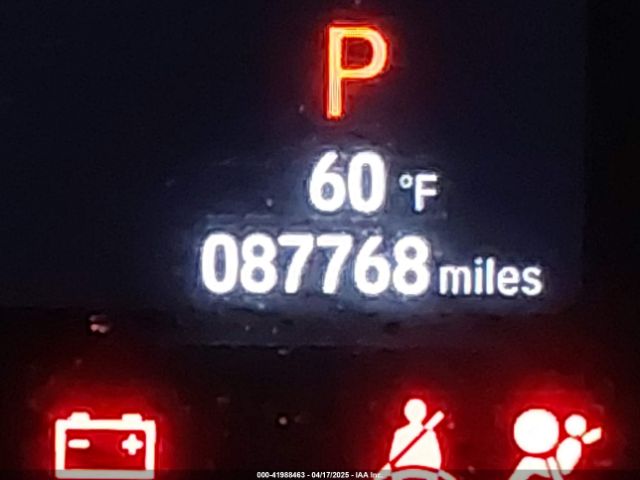 P
60 °F
087768 miles
000-41988463 - 04/17/2025 - IAA Inc.